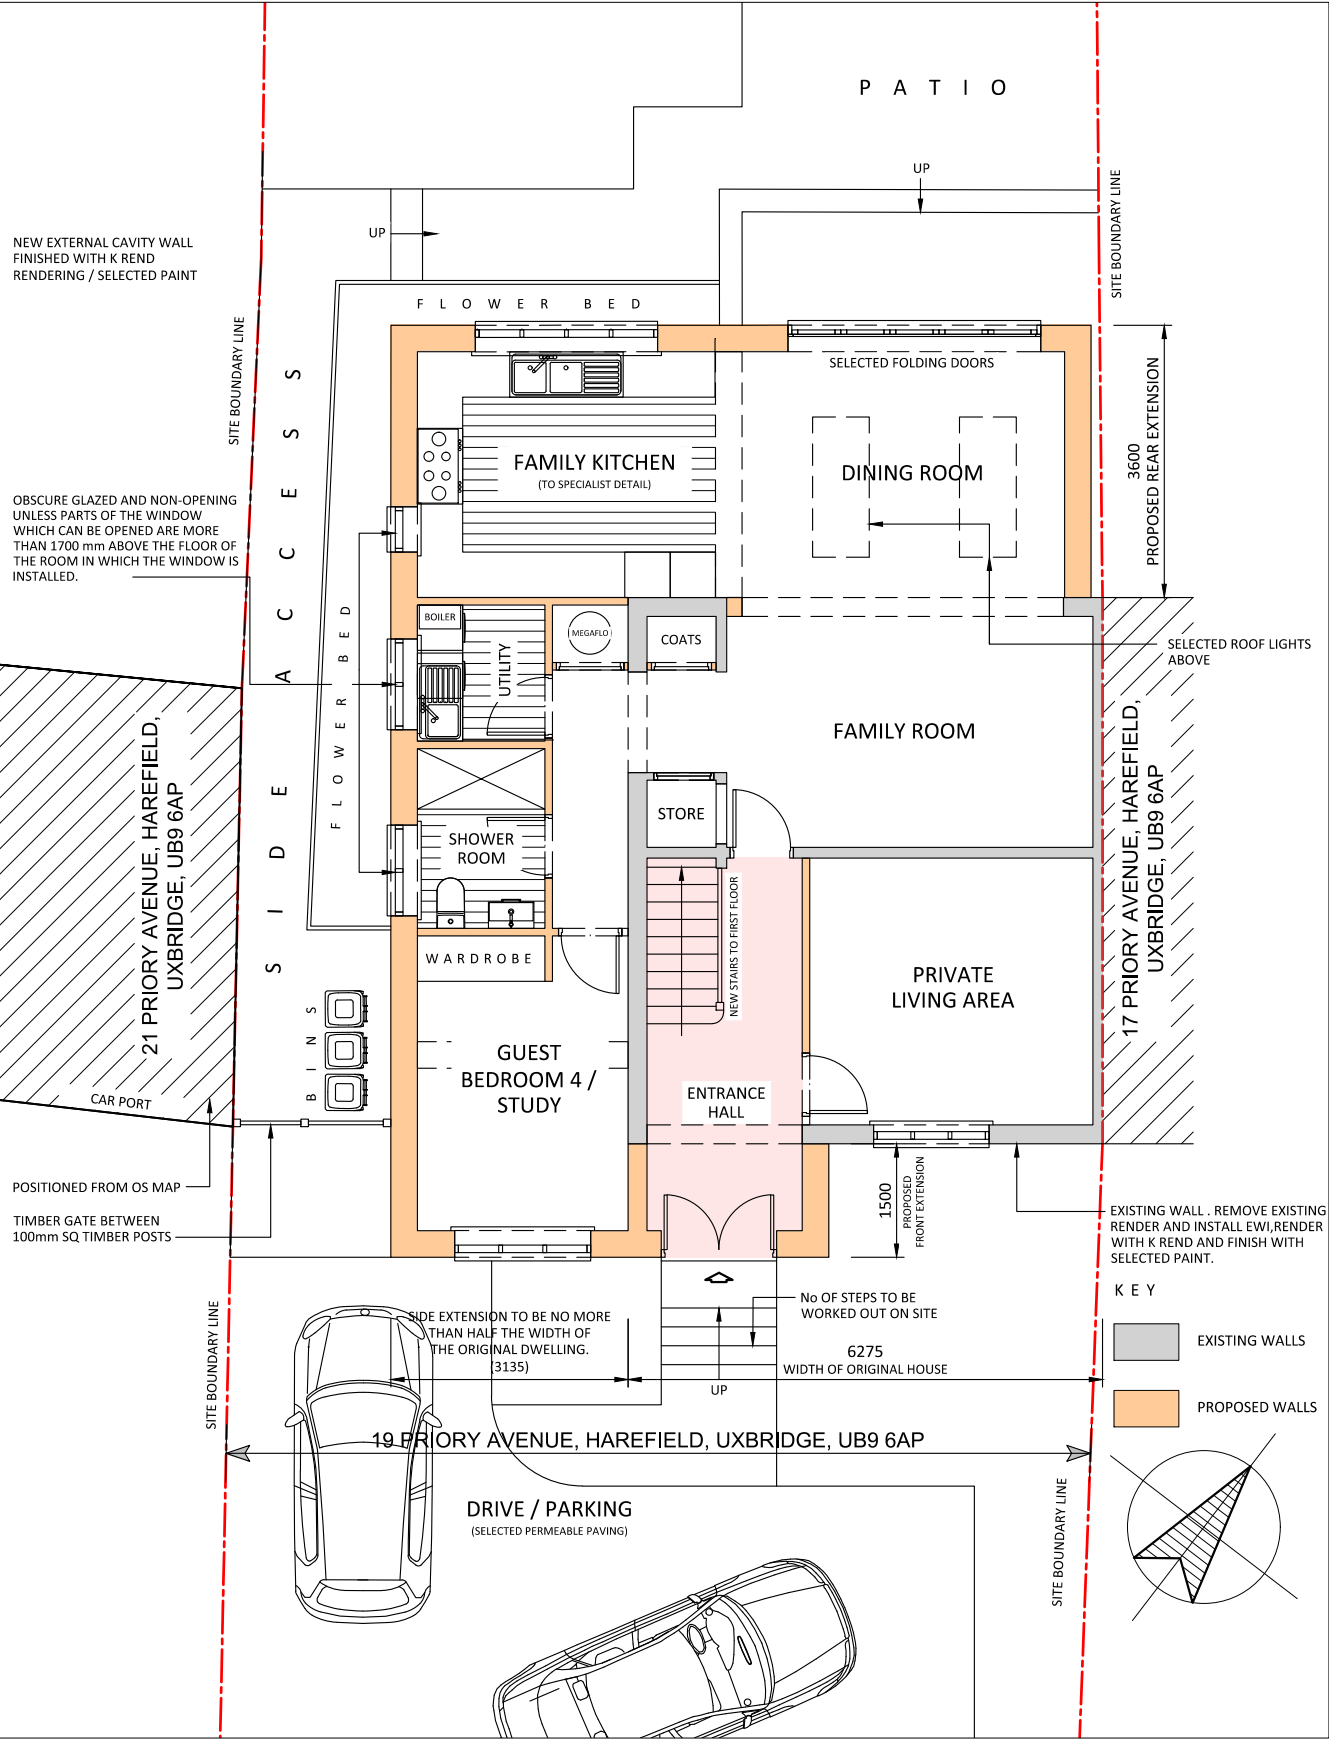 P A T I O
UP
SITE BOUNDARY LINE
UP
NEW EXTERNAL CAVITY WALL
FINISHED WITH K REND
RENDERING / SELECTED PAINT
F L O W E R B E D
SITE BOUNDARY LINE
SELECTED FOLDING DOORS
3600
PROPOSED REAR EXTENSION
S I D E A C C E S S
FAMILY KITCHEN
(TO SPECIALIST DETAIL)
DINING ROOM
OBSCURE GLAZED AND NON-OPENING
UNLESS PARTS OF THE WINDOW
WHICH CAN BE OPENED ARE MORE
THAN 1700 mm ABOVE THE FLOOR OF
THE ROOM IN WHICH THE WINDOW IS
INSTALLED.
F L O W E R B E D
BOILER
MEGAFLO
COATS
UTILITY
SELECTED ROOF LIGHTS
ABOVE
FAMILY ROOM
21 PRIORY AVENUE, HAREFIELD,
UXBRIDGE, UB9 6AP
17 PRIORY AVENUE, HAREFIELD,
UXBRIDGE, UB9 6AP
STORE
SHOWER
ROOM
NEW STAIRS TO FIRST FLOOR
W A R D R O B E
PRIVATE
LIVING AREA
B I N S
GUEST
BEDROOM 4 /
STUDY
ENTRANCE
HALL
CAR PORT
POSITIONED FROM OS MAP
TIMBER GATE BETWEEN
100mm SQ TIMBER POSTS
1500
PROPOSED
FRONT EXTENSION
EXISTING WALL . REMOVE EXISTING
RENDER AND INSTALL EWI,RENDER
WITH K REND AND FINISH WITH
SELECTED PAINT.
K E Y
No OF STEPS TO BE
WORKED OUT ON SITE
SIDE EXTENSION TO BE NO MORE
THAN HALF THE WIDTH OF
THE ORIGINAL DWELLING.
(3135)
EXISTING WALLS
6275
WIDTH OF ORIGINAL HOUSE
UP
SITE BOUNDARY LINE
PROPOSED WALLS
19 PRIORY AVENUE, HAREFIELD, UXBRIDGE, UB9 6AP
DRIVE / PARKING
(SELECTED PERMEABLE PAVING)
SITE BOUNDARY LINE